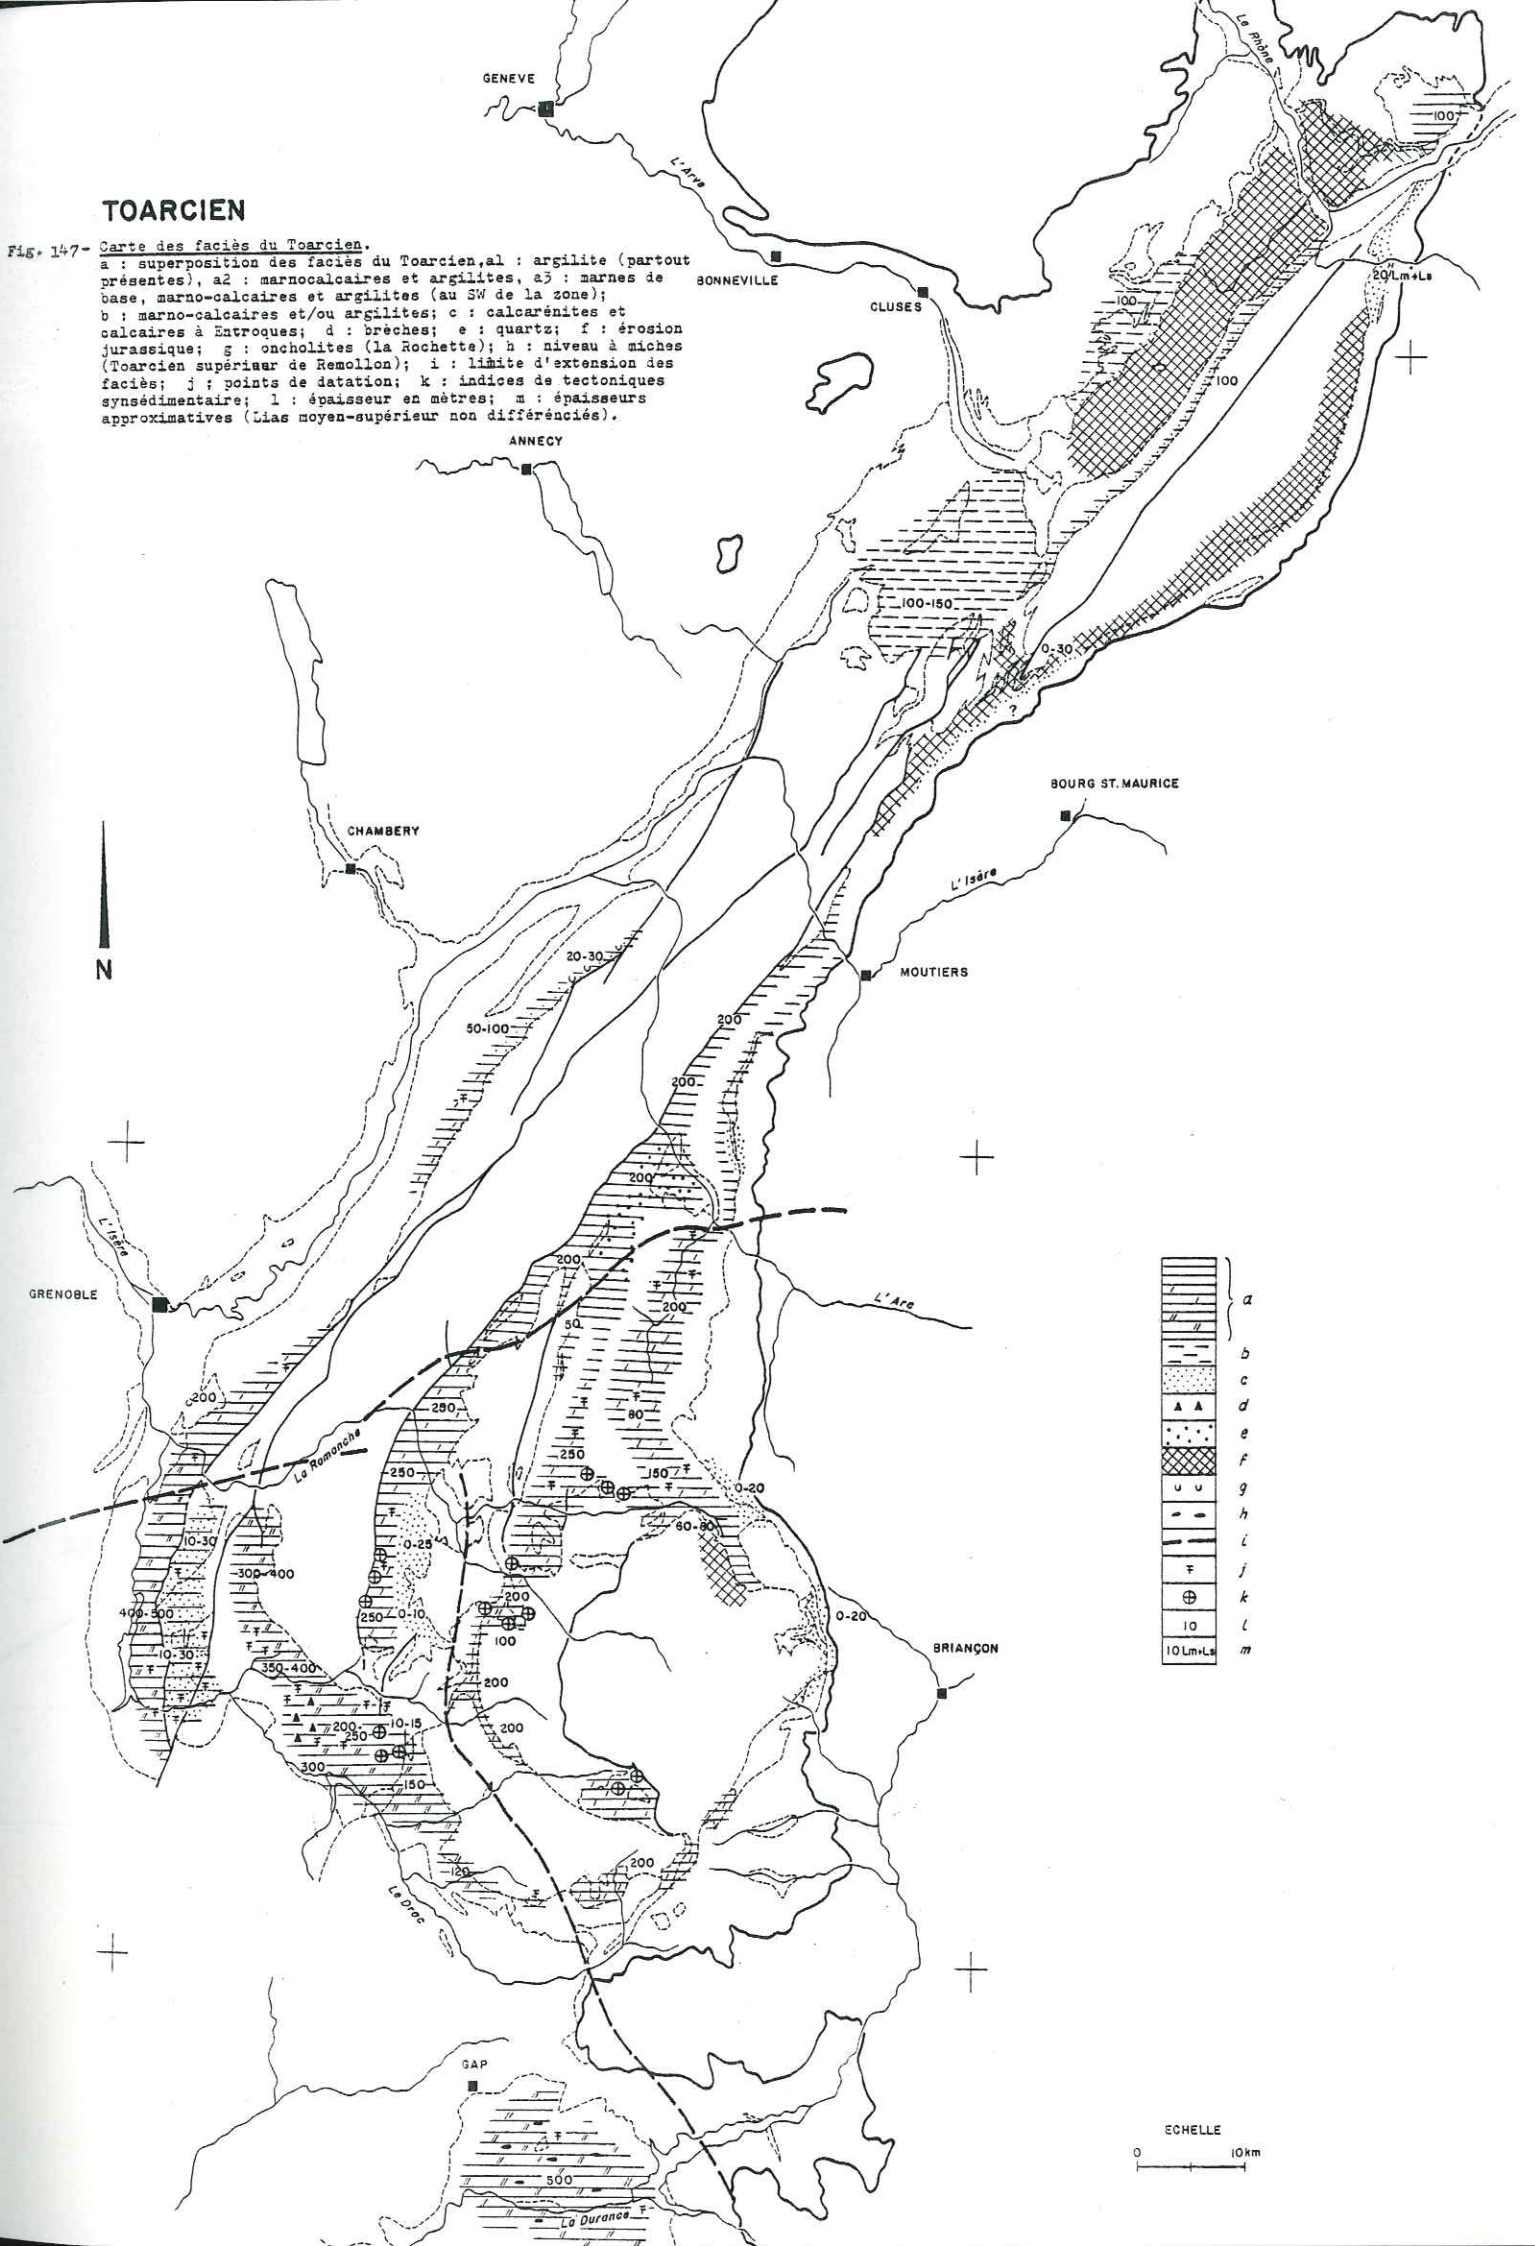 GENEVE
Le Rhône
100
L'Arve
TOARCIEN
Fig. 147- Carte des faciès du Toarcien.
a : superposition des faciès du Toarcien,al : argilite (partout
présentes), a2 : marnocalcaires et argilites, a3 : marnes de
base, marno-calcaires et argilites (au SW de la zone);
b : marno-calcaires et/ou argilites; c : calcarénites et
calcaires à Entroques; d : brèches; e : quartz; f : érosion
jurassique; g : oncholites (la Rochette); h : niveau à miches
(Toarcien supérieur de Remollon); i : limite d'extension des
faciès; j ; points de datation; k : indices de tectoniques
synsédimentaire; l : épaisseur en mètres; m : épaisseurs
approximatives (Lias moyen-supérieur non différénciés).
BONNEVILLE
20 Lm+Ls
CLUSES
100
100
ANNECY
100-150
0-30
?
BOURG ST. MAURICE
CHAMBERY
L'Isère
N
20-30
MOUTIERS
50-100
200
200
200
L'Isère
GRENOBLE
200
L'Arc
200
50
a
b
c
d
e
f
g
h
i
j
k
10 l
10 Lm+Ls m
200
250
80
La Romanche
250
250
150
0-20
10-30
0-25
60-80
300-400
200
400-500
250
0-10
100
0-20
10-30
BRIANÇON
350-400
200
200-
250
10-15
200
300
150
120
200
Le Drac
GAP
500
La Durance
ECHELLE
0 10km